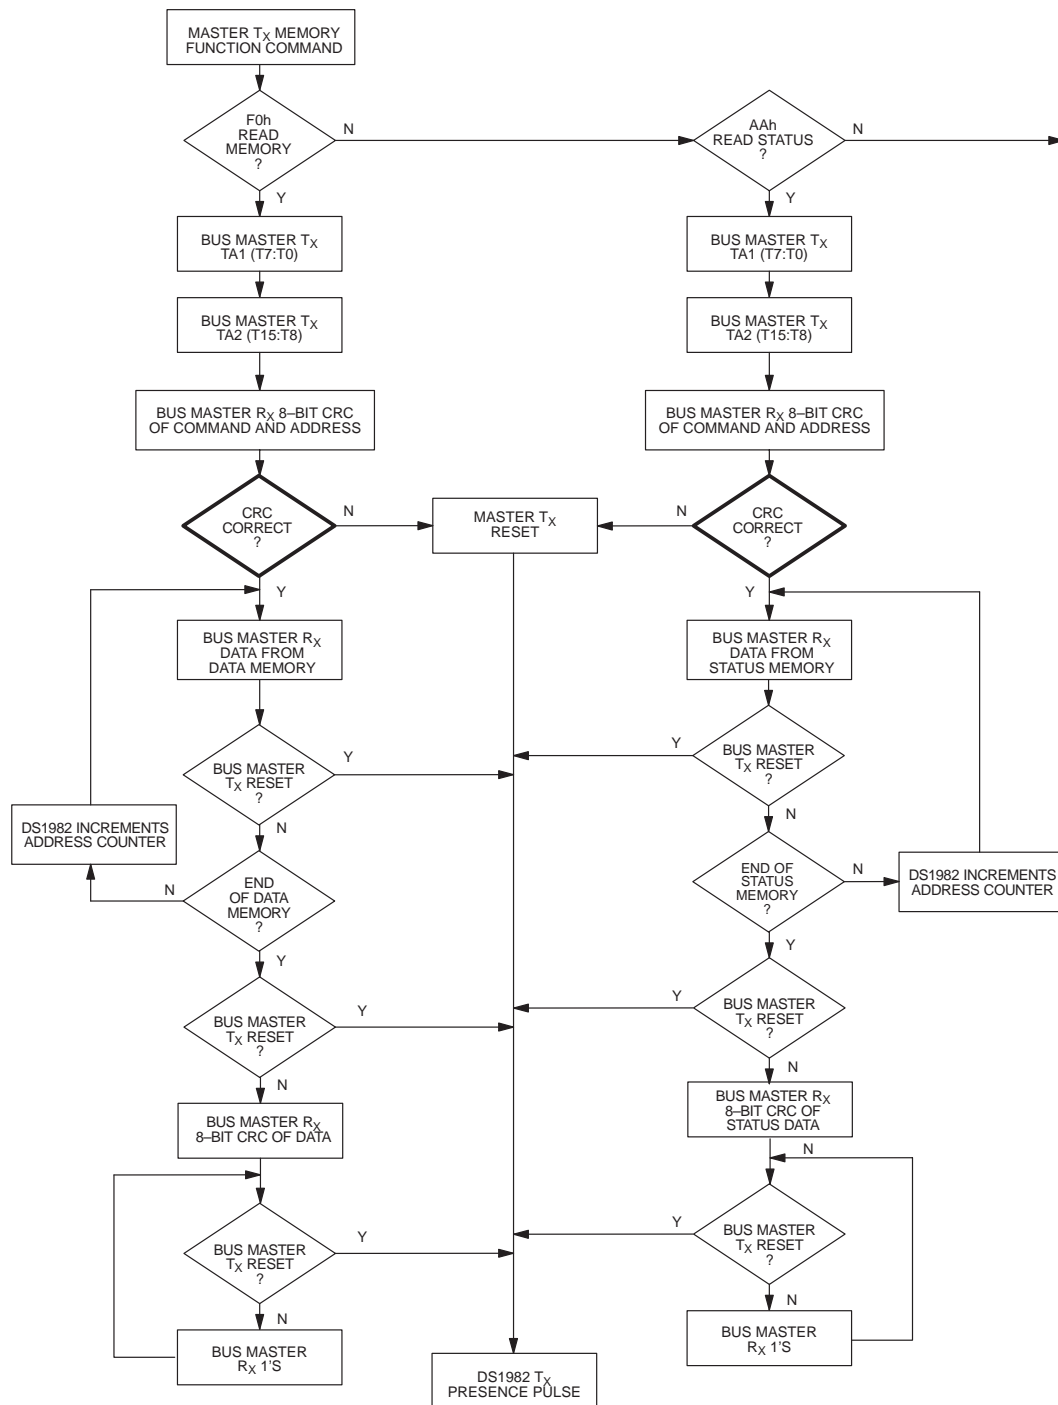 MASTER TX MEMORY
FUNCTION COMMAND
F0h
READ
MEMORY
?
N
Y
AAh
READ STATUS
?
N
Y
BUS MASTER TX
TA1 (T7:T0)
BUS MASTER TX
TA1 (T7:T0)
BUS MASTER TX
TA2 (T15:T8)
BUS MASTER TX
TA2 (T15:T8)
BUS MASTER RX 8–BIT CRC
OF COMMAND AND ADDRESS
BUS MASTER RX 8–BIT CRC
OF COMMAND AND ADDRESS
CRC
CORRECT
?
N
Y
MASTER TX
RESET
N
CRC
CORRECT
?
Y
BUS MASTER RX
DATA FROM
DATA MEMORY
BUS MASTER RX
DATA FROM
STATUS MEMORY
BUS MASTER
TX RESET
?
Y
N
Y
BUS MASTER
TX RESET
?
N
DS1982 INCREMENTS
ADDRESS COUNTER
N
END
OF DATA
MEMORY
?
Y
END OF
STATUS
MEMORY
?
N
Y
DS1982 INCREMENTS
ADDRESS COUNTER
BUS MASTER
TX RESET
?
Y
N
Y
BUS MASTER
TX RESET
?
N
BUS MASTER RX
8–BIT CRC OF DATA
BUS MASTER RX
8–BIT CRC OF
STATUS DATA
N
BUS MASTER
TX RESET
?
Y
N
Y
BUS MASTER
TX RESET
?
N
BUS MASTER
RX 1'S
BUS MASTER
RX 1'S
DS1982 TX
PRESENCE PULSE